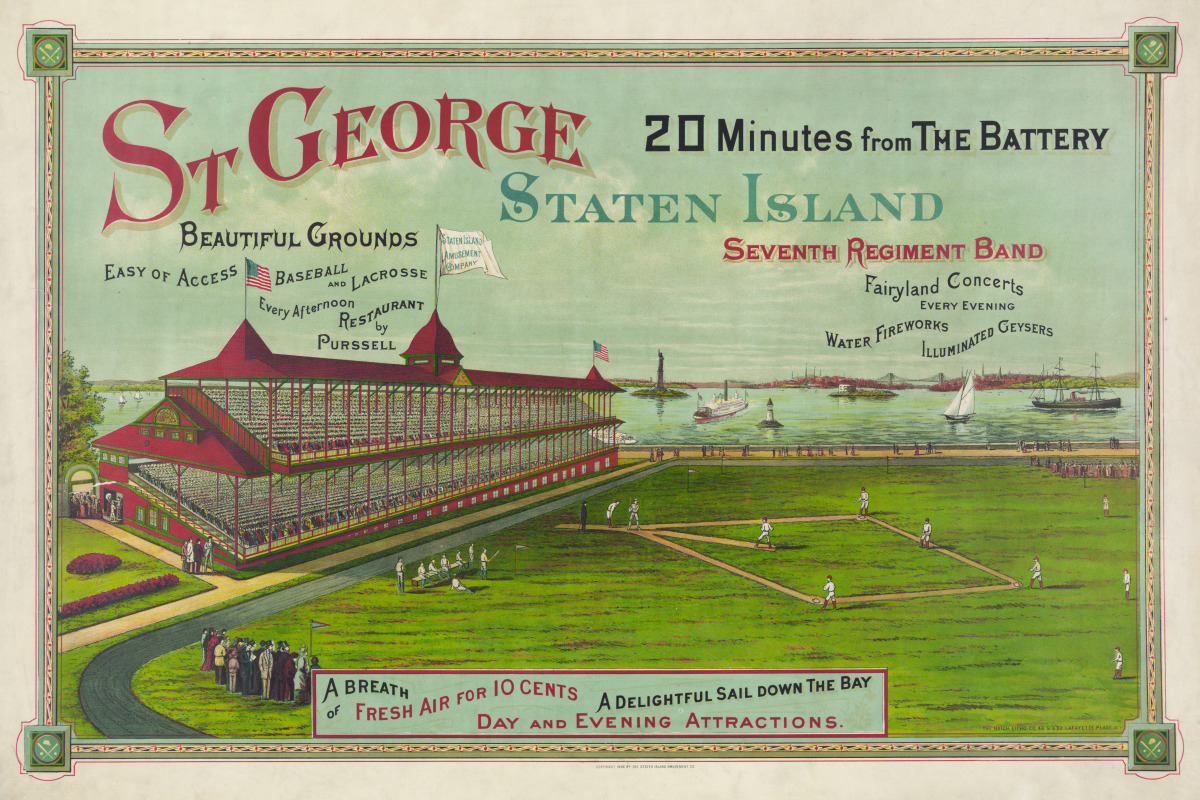 St George
20 Minutes from The Battery
Staten Island
Beautiful Grounds
Seventh Regiment Band
Easy of Access
Baseball
and Lacrosse
Every Afternoon
Restaurant
by
Purssell
Staten Island
Amusement
Company
Fairyland Concerts
Every Evening
Water Fireworks
Illuminated Geysers
A Breath
of Fresh Air for 10 Cents
A Delightful Sail Down The Bay
Day and Evening Attractions.